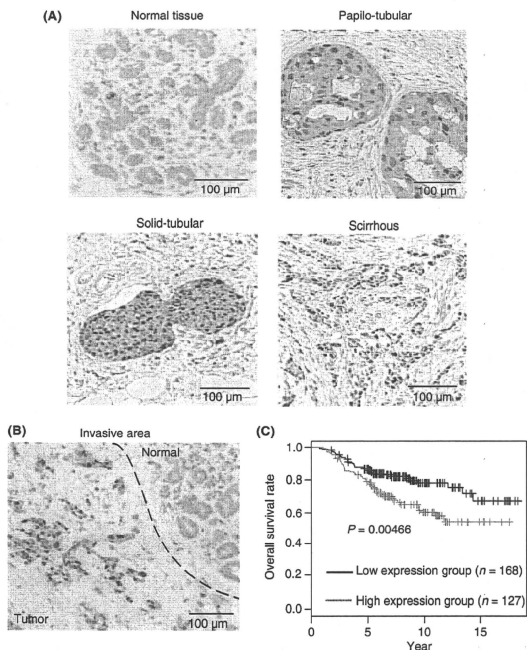 (A)
Normal tissue
100 µm
Papilo-tubular
100 µm
Solid-tubular
100 µm
Scirrhous
100 µm
(B)
Invasive area
Normal
Tumor
100 µm
(C)
Overall survival rate
1.0
0.8
0.6
0.4
0.2
0.0
P = 0.00466
Low expression group (n = 168)
High expression group (n = 127)
0 5 10 15
Year